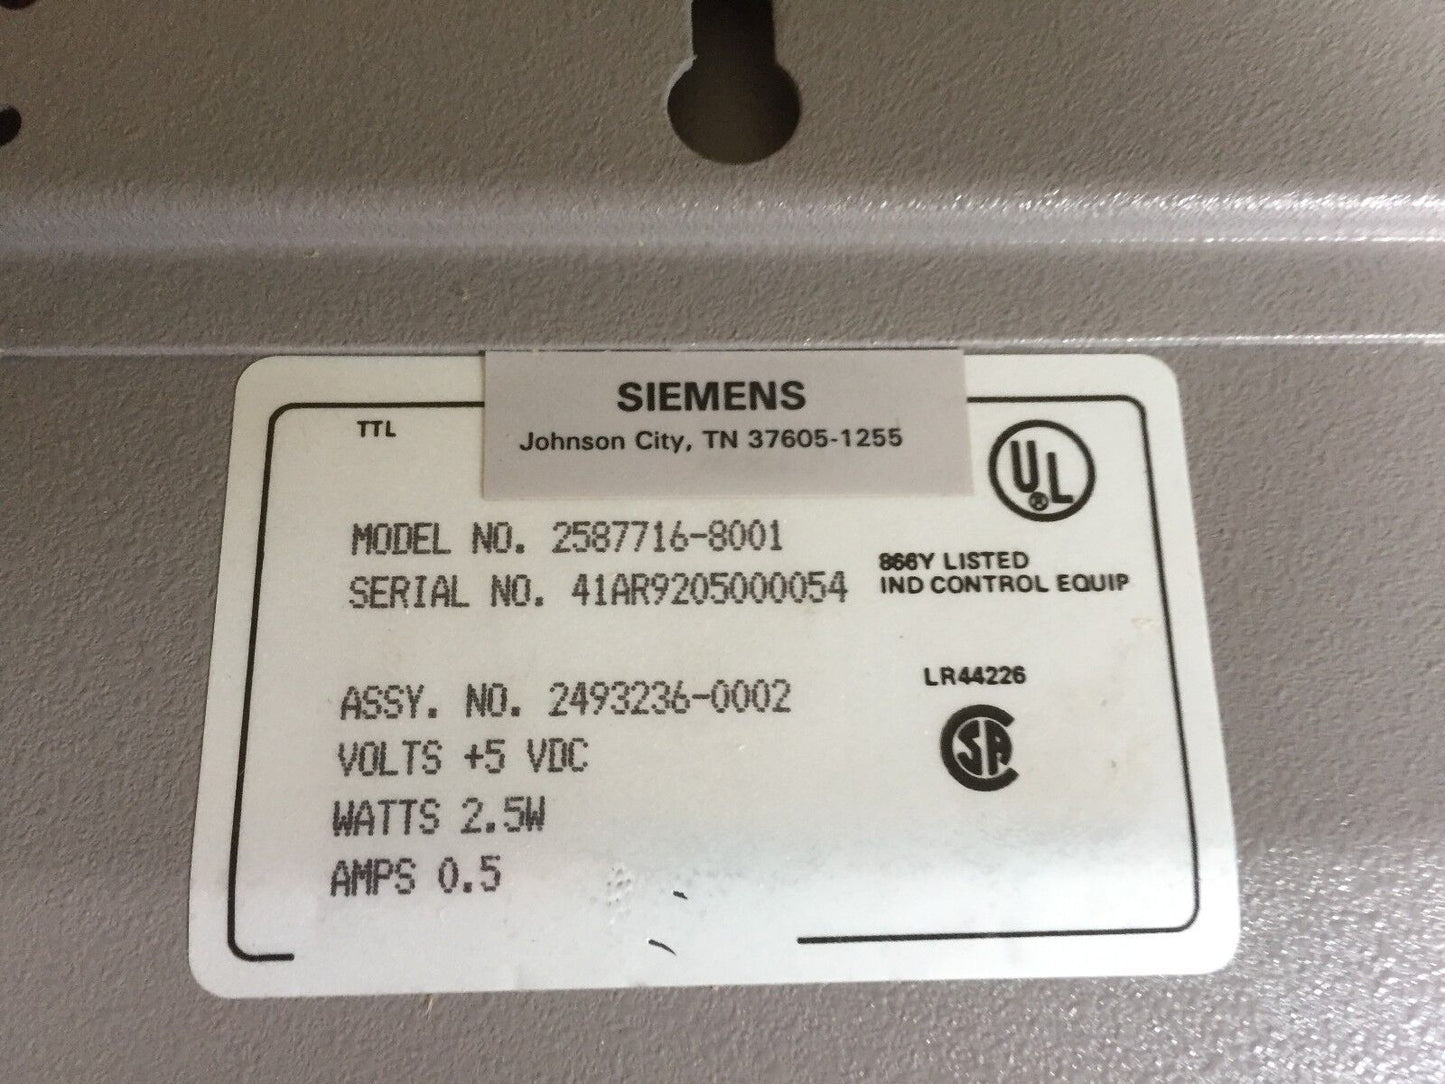 SIEMENS
Johnson City, TN 37605-1255
TTL
UL®
MODEL NO. 2587716-8001
SERIAL NO. 41AR9205000054
866Y LISTED
IND CONTROL EQUIP
ASSY. NO. 2493236-0002
VOLTS +5 VDC
WATTS 2.5W
AMPS 0.5
LR44226
CSA